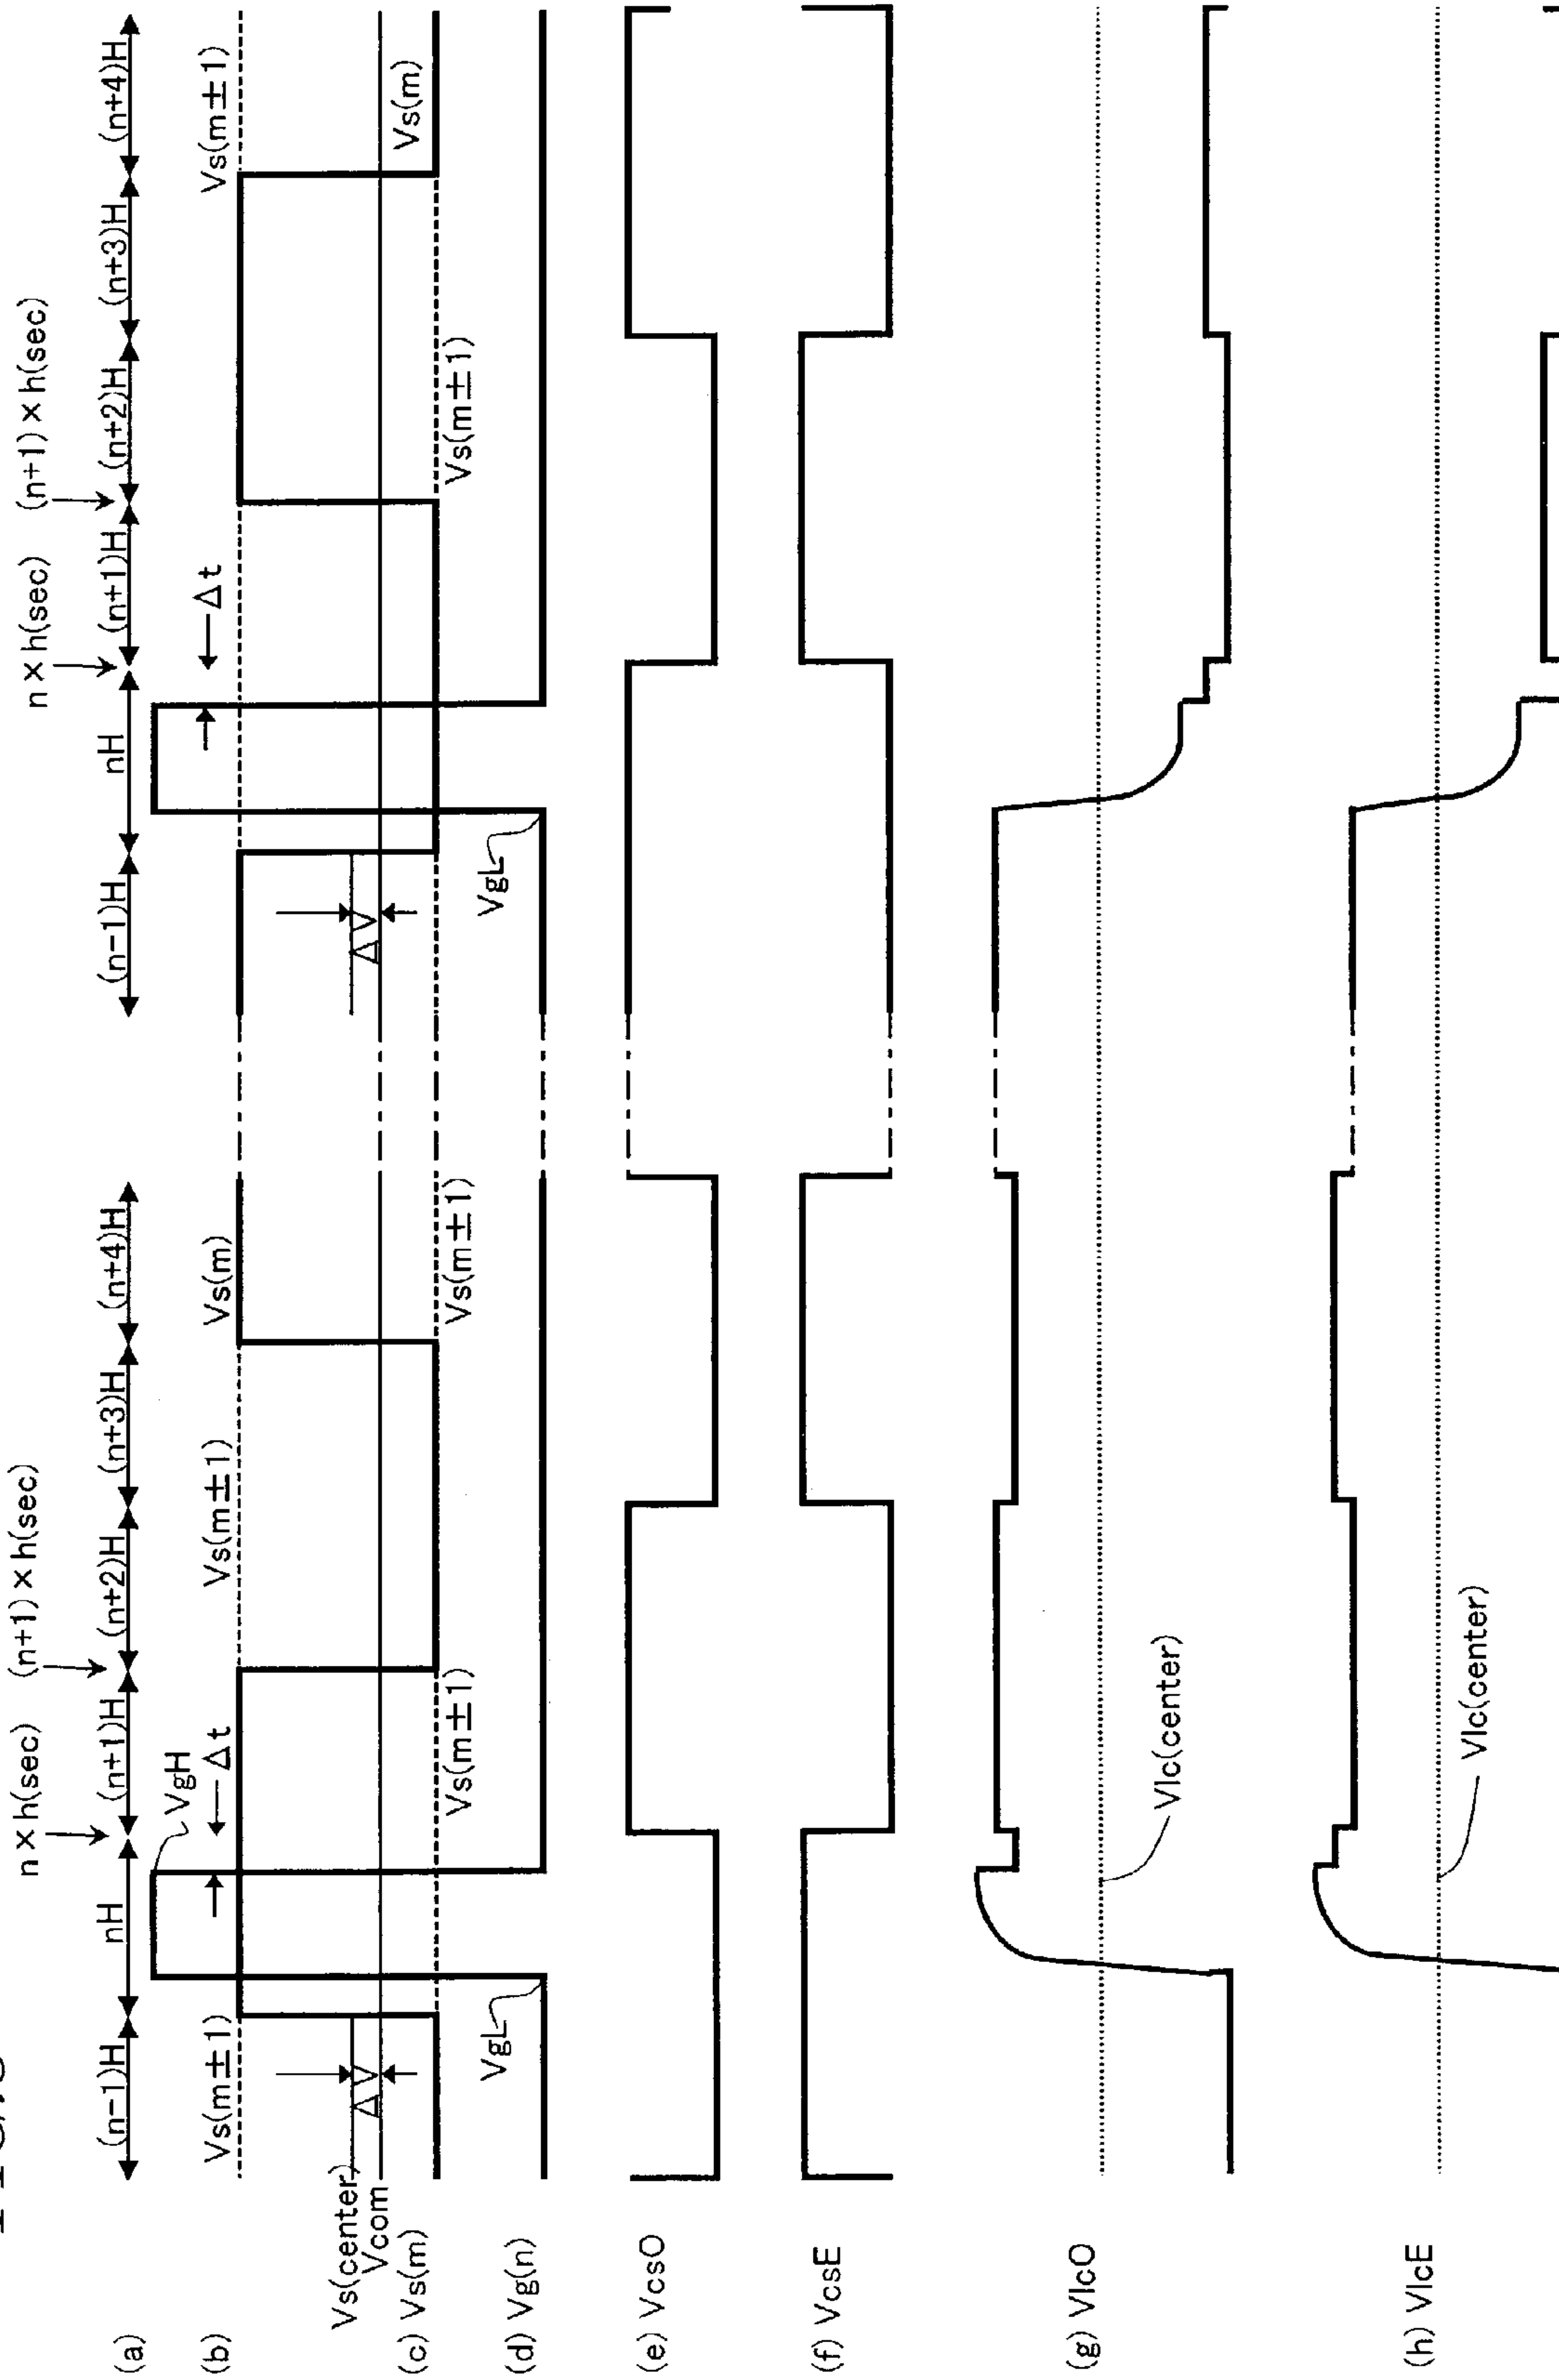 n×h(sec) (n+1)×h(sec) n×h(sec) (n+1)×h(sec)
(a) (n-1)H nH (n+1)H (n+2)H (n+3)H (n+4)H (n-1)H nH (n+1)H (n+2)H (n+3)H (n+4)H
VgH
(b) Vs(m±1) Δt Vs(m±1) Vs(m) Δt Vs(m±1)
Vs(center) ΔV ΔV
Vcom
(c) Vs(m) Vs(m)
Vs(m±1) Vs(m±1) Vs(m±1)
VgL VgL
(d) Vg(n)
(e) VcsO
(f) VcsE
(g) VlcO
Vlc(center)
(h) VlcE
Vlc(center)